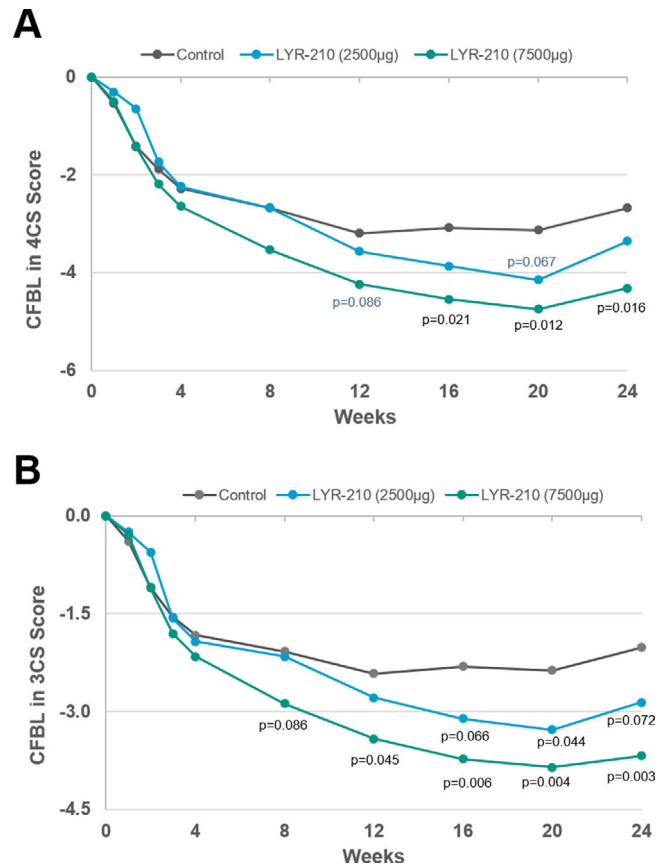 A
Control LYR-210 (2500µg) LYR-210 (7500µg)
0
-2
-4
-6
CFBL in 4CS Score
p=0.067
p=0.086
p=0.021
p=0.012
p=0.016
0 4 8 12 16 20 24
Weeks
B
Control LYR-210 (2500µg) LYR-210 (7500µg)
0.0
-1.5
-3.0
-4.5
CFBL in 3CS Score
p=0.086
p=0.066
p=0.044
p=0.072
p=0.045
p=0.006
p=0.004
p=0.003
0 4 8 12 16 20 24
Weeks